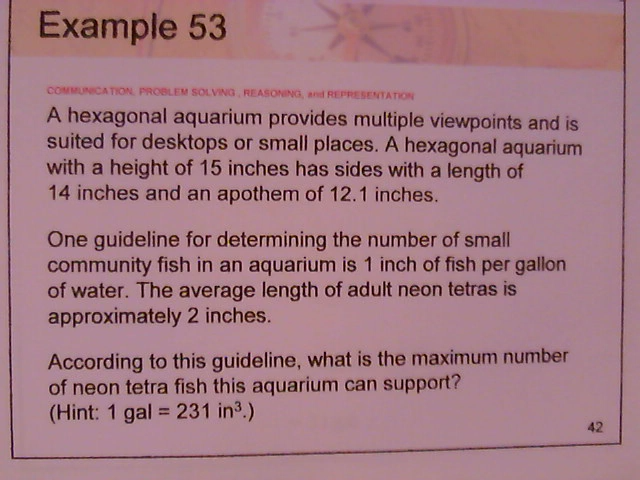 Example 53
COMMUNICATION, PROBLEM SOLVING , REASONING, and REPRESENTATION
A hexagonal aquarium provides multiple viewpoints and is
suited for desktops or small places. A hexagonal aquarium
with a height of 15 inches has sides with a length of
14 inches and an apothem of 12.1 inches.
One guideline for determining the number of small
community fish in an aquarium is 1 inch of fish per gallon
of water. The average length of adult neon tetras is
approximately 2 inches.
According to this guideline, what is the maximum number
of neon tetra fish this aquarium can support?
(Hint: 1 gal = 231 in³.)
42